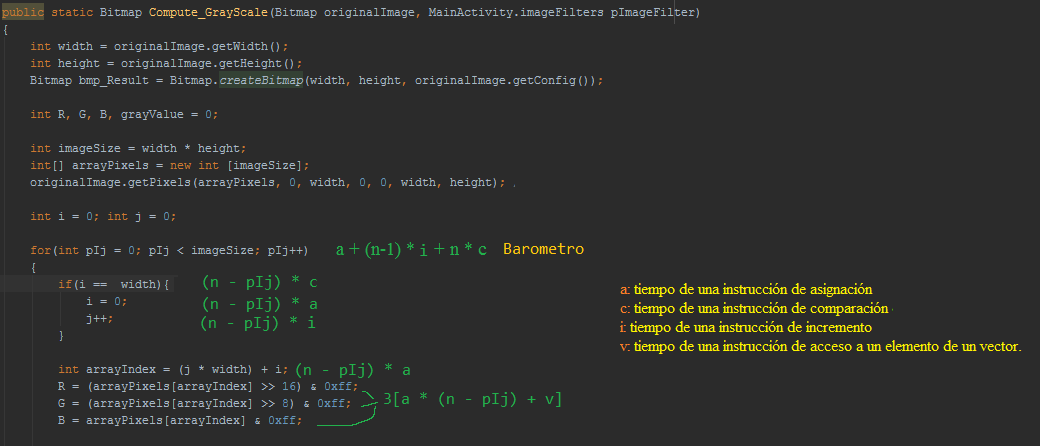 public static Bitmap Compute_GrayScale(Bitmap originalImage, MainActivity.imageFilters pImageFilter)
{
int width = originalImage.getWidth();
int height = originalImage.getHeight();
Bitmap bmp_Result = Bitmap.createBitmap(width, height, originalImage.getConfig());
int R, G, B, grayValue = 0;
int imageSize = width * height;
int[] arrayPixels = new int [imageSize];
originalImage.getPixels(arrayPixels, 0, width, 0, 0, width, height);
int i = 0; int j = 0;
for(int pIj = 0; pIj < imageSize; pIj++) a + (n-1) * i + n * c Barometro
{
if(i == width){ (n - pIj) * c
i = 0; (n - pIj) * a
j++; (n - pIj) * i
}
a: tiempo de una instrucción de asignación
c: tiempo de una instrucción de comparación
i: tiempo de una instrucción de incremento
v: tiempo de una instrucción de acceso a un elemento de un vector.
int arrayIndex = (j * width) + i; (n - pIj) * a
R = (arrayPixels[arrayIndex] >> 16) & 0xff;
G = (arrayPixels[arrayIndex] >> 8) & 0xff; 3[a * (n - pIj) + v]
B = arrayPixels[arrayIndex] & 0xff;